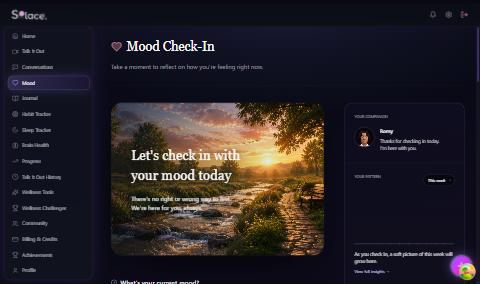 Solace.
Home
Talk It Out
Conversations
Mood
Journal
Habit Tracker
Sleep Tracker
Brain Health
Progress
Talk It Out History
Wellness Tools
Wellness Challenges
Community
Billing & Credits
Achievements
Profile
Mood Check-In
Take a moment to reflect on how you're feeling right now.
Let's check in with
your mood today
There's no right or wrong way to feel.
We're here for you, always.
What's your current mood?
YOUR COMPANION
Romy
Thanks for checking in today.
I'm here with you.
YOUR PATTERN
This week
As you check in, a soft picture of this week will
grow here.
View full insights